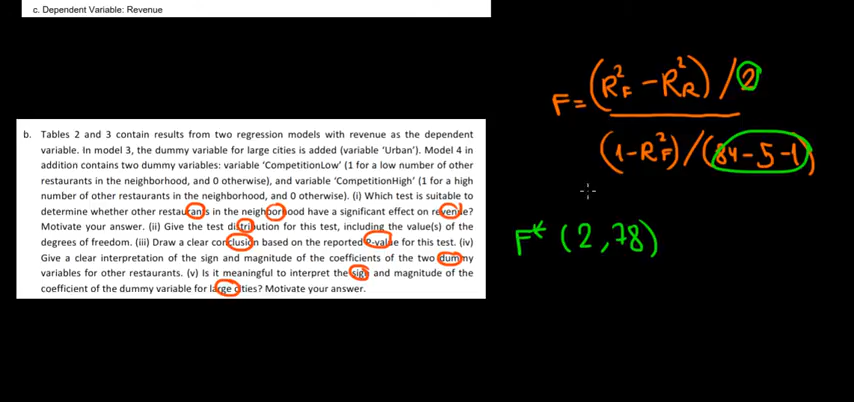 c. Dependent Variable: Revenue
b. Tables 2 and 3 contain results from two regression models with revenue as the dependent
variable. In model 3, the dummy variable for large cities is added (variable ‘Urban’). Model 4 in
addition contains two dummy variables: variable ‘CompetitionLow’ (1 for a low number of other
restaurants in the neighborhood, and 0 otherwise), and variable ‘CompetitionHigh’ (1 for a high
number of other restaurants in the neighborhood, and 0 otherwise). (i) Which test is suitable to
determine whether other restaurants in the neighborhood have a significant effect on revenue?
Motivate your answer. (ii) Give the test distribution for this test, including the value(s) of the
degrees of freedom. (iii) Draw a clear conclusion based on the reported P-value for this test. (iv)
Give a clear interpretation of the sign and magnitude of the coefficients of the two dummy
variables for other restaurants. (v) Is it meaningful to interpret the sign and magnitude of the
coefficient of the dummy variable for large cities? Motivate your answer.
F = (R²F - R²R) / 2
(1 - R²F) / (84 - 5 - 1)
F* (2, 78)